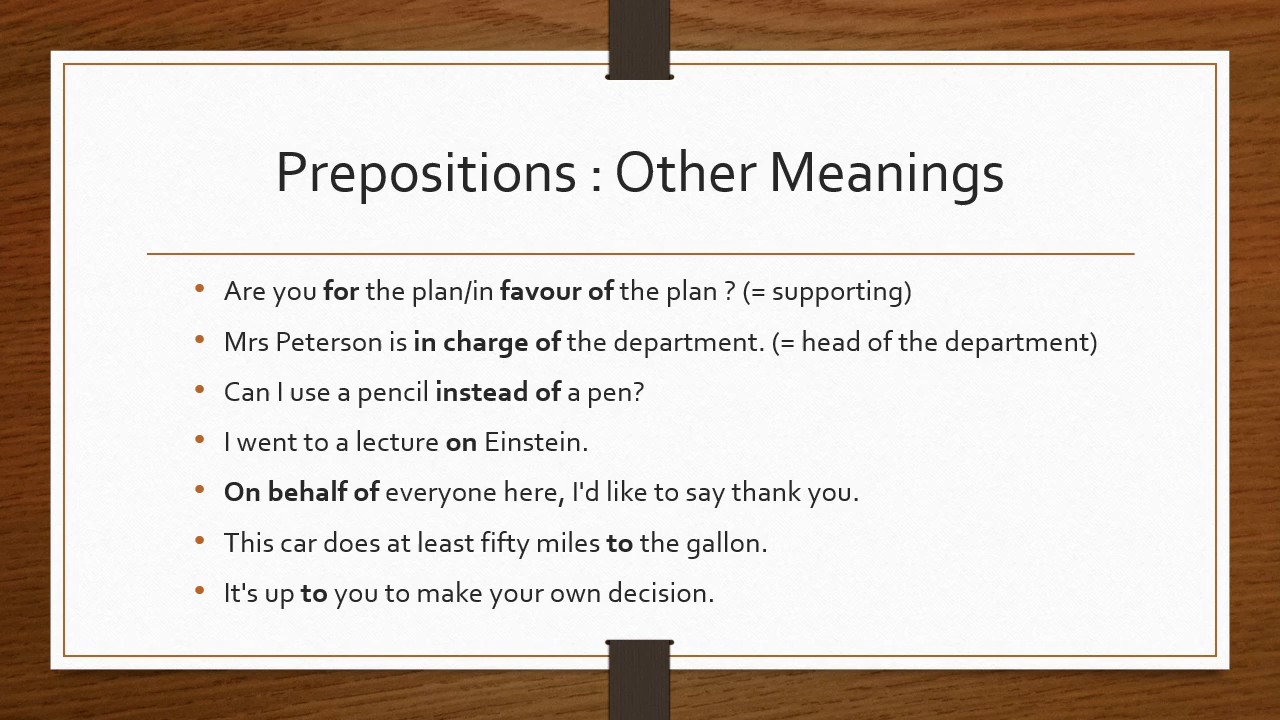 Prepositions : Other Meanings
• Are you for the plan/in favour of the plan ? (= supporting)
• Mrs Peterson is in charge of the department. (= head of the department)
• Can I use a pencil instead of a pen?
• I went to a lecture on Einstein.
• On behalf of everyone here, I'd like to say thank you.
• This car does at least fifty miles to the gallon.
• It's up to you to make your own decision.